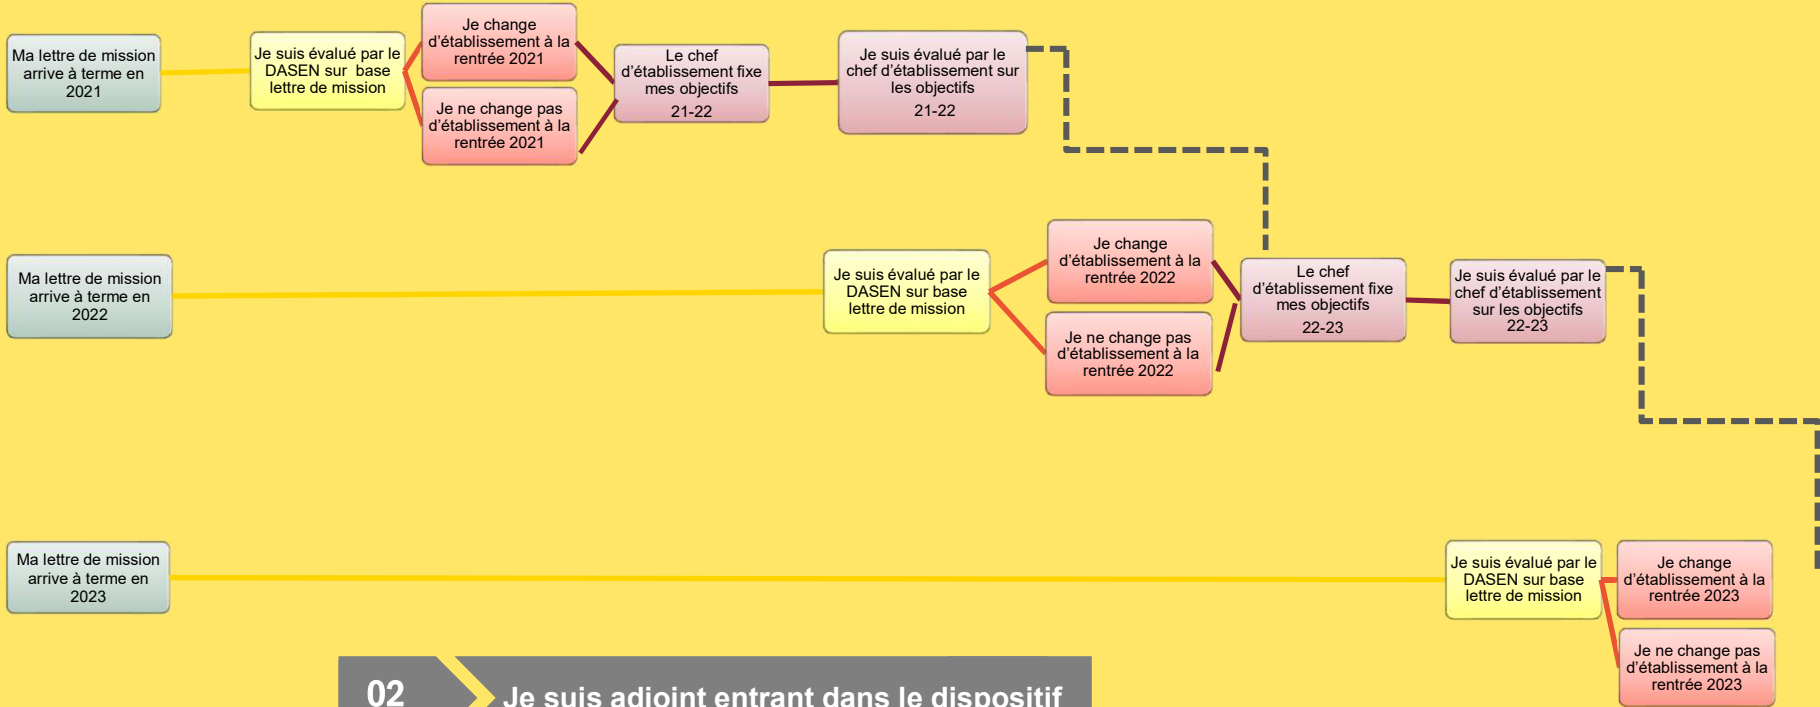 Ma lettre de mission
arrive à terme en
2021
Je suis évalué par le
DASEN sur base
lettre de mission
Je change
d'établissement à la
rentrée 2021
Je ne change pas
d'établissement à la
rentrée 2021
Le chef
d'établissement fixe
mes objectifs
21-22
Je suis évalué par le
chef d'établissement sur
les objectifs
21-22
Ma lettre de mission
arrive à terme en
2022
Je suis évalué par le
DASEN sur base
lettre de mission
Je change
d'établissement à la
rentrée 2022
Je ne change pas
d'établissement à la
rentrée 2022
Le chef
d'établissement fixe
mes objectifs
22-23
Je suis évalué par le
chef d'établissement
sur les objectifs
22-23
Ma lettre de mission
arrive à terme en
2023
Je suis évalué par le
DASEN sur base
lettre de mission
Je change
d'établissement à la
rentrée 2023
Je ne change pas
d'établissement à la
rentrée 2023
02
Je suis adjoint entrant dans le dispositif